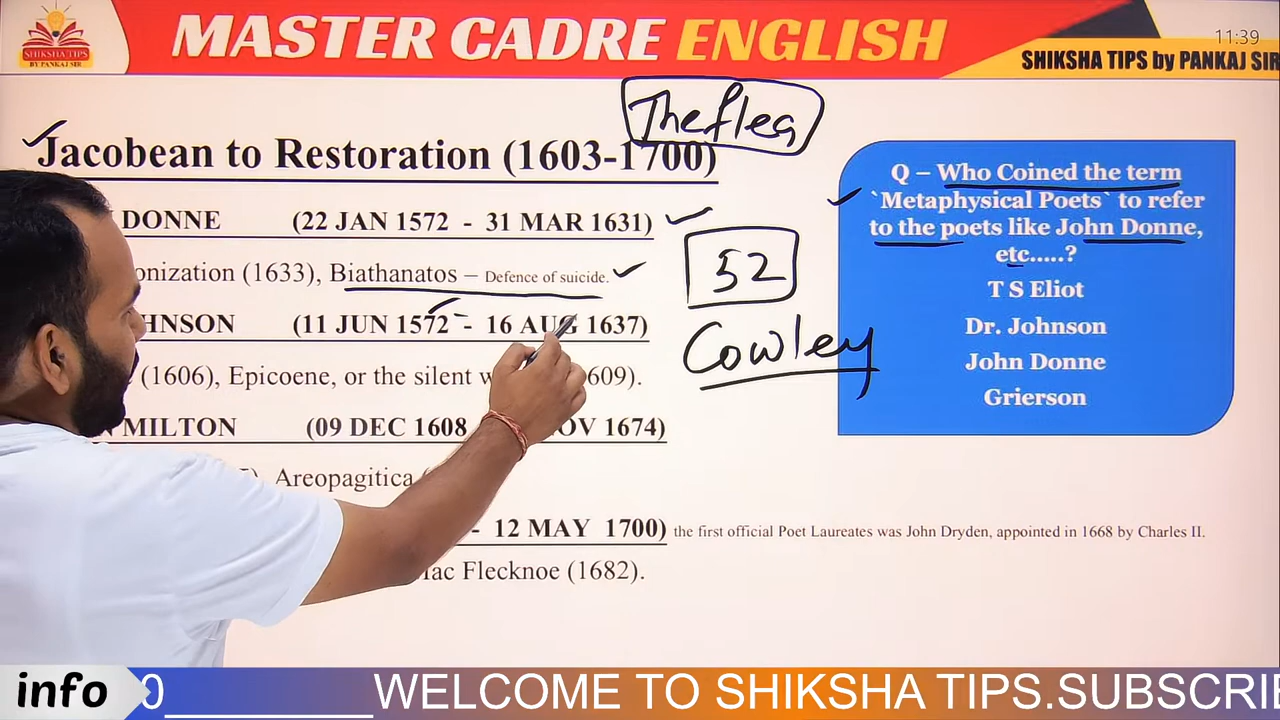 SHIKSHA TIPS
BY PANKAJ SIR
MASTER CADRE ENGLISH
11:39
SHIKSHA TIPS by PANKAJ SIR
The flea
Jacobean to Restoration (1603-1700)
DONNE (22 JAN 1572 - 31 MAR 1631)
onization (1633), Biathanatos – Defence of suicide.
HNSON (11 JUN 1572 - 16 AUG 1637)
(1606), Epicoene, or the silent w 609).
MILTON (09 DEC 1608 OV 1674)
Areopagitica
- 12 MAY 1700) the first official Poet Laureates was John Dryden, appointed in 1668 by Charles II.
ac Flecknoe (1682).
52
Cowley
Q – Who Coined the term
`Metaphysical Poets` to refer
to the poets like John Donne,
etc.....?
T S Eliot
Dr. Johnson
John Donne
Grierson
info
0 WELCOME TO SHIKSHA TIPS.SUBSCRI